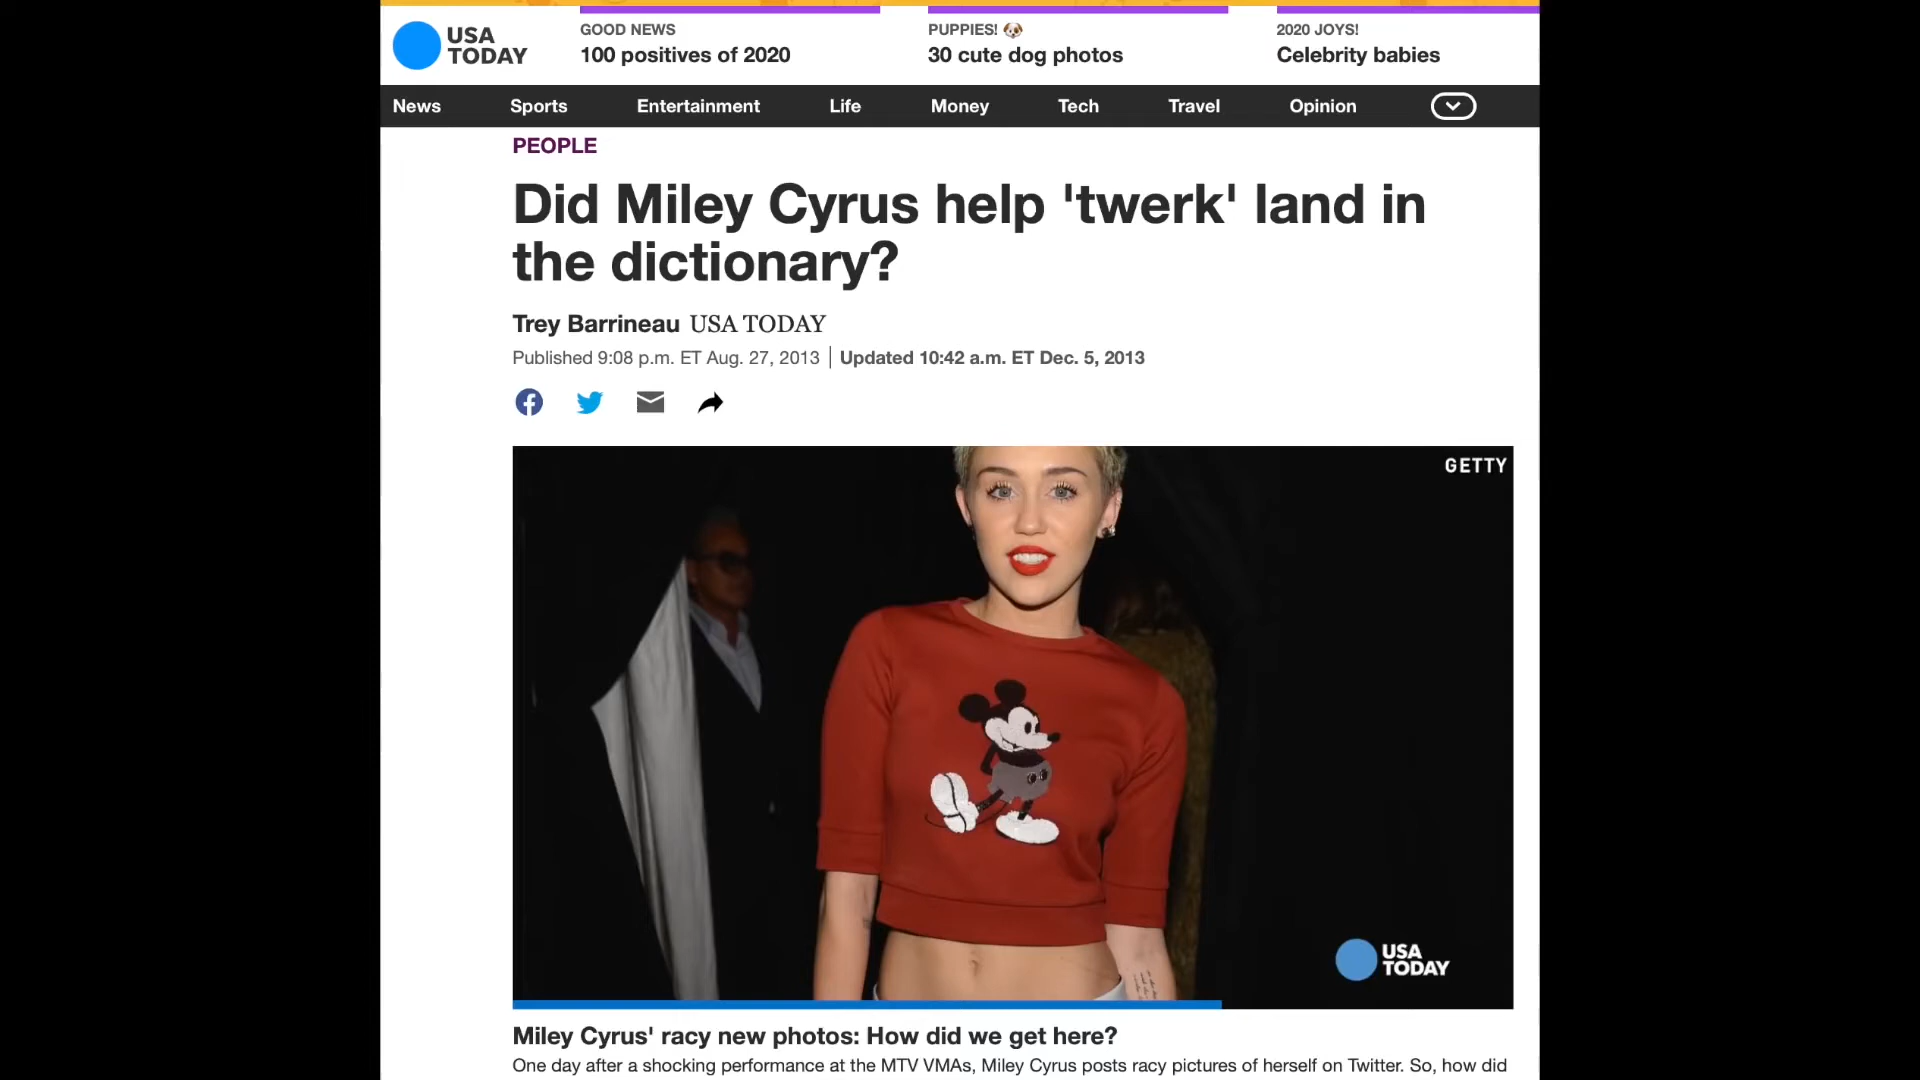 USA
TODAY
GOOD NEWS
100 positives of 2020
PUPPIES! 🐶
30 cute dog photos
2020 JOYS!
Celebrity babies
News Sports Entertainment Life Money Tech Travel Opinion
PEOPLE
Did Miley Cyrus help 'twerk' land in
the dictionary?
Trey Barrineau USA TODAY
Published 9:08 p.m. ET Aug. 27, 2013 | Updated 10:42 a.m. ET Dec. 5, 2013
GETTY
USA
TODAY
Miley Cyrus' racy new photos: How did we get here?
One day after a shocking performance at the MTV VMAs, Miley Cyrus posts racy pictures of herself on Twitter. So, how did